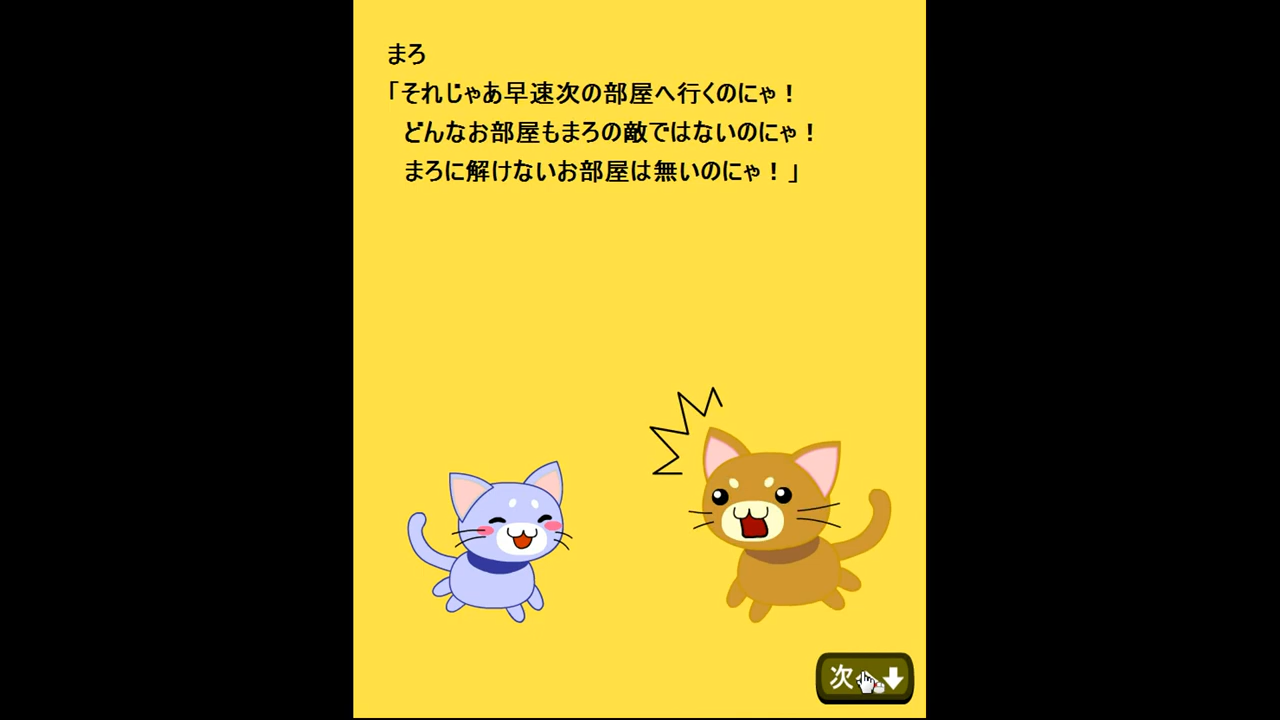 まろ
「それじゃあ早速次の部屋へ行くのにゃ！
どんなお部屋もまろの敵ではないのにゃ！
まろに解けないお部屋は無いのにゃ！」
次